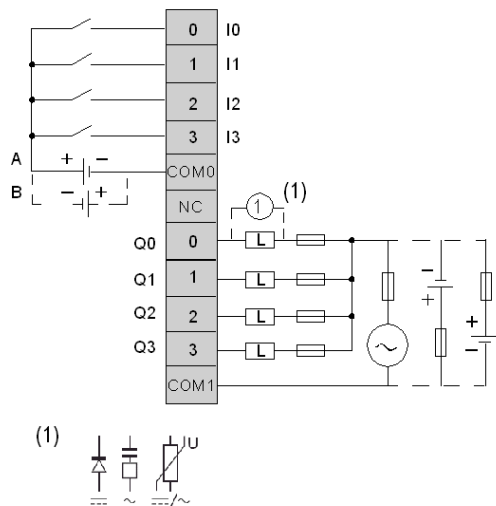 0 I0
1 I1
2 I2
3 I3
A + - COM0
B - +
NC
Q0 0 L 1 (1)
Q1 1 L
Q2 2 L
Q3 3 L
- +
+ -
~
COM1
(1)
U
~ /~